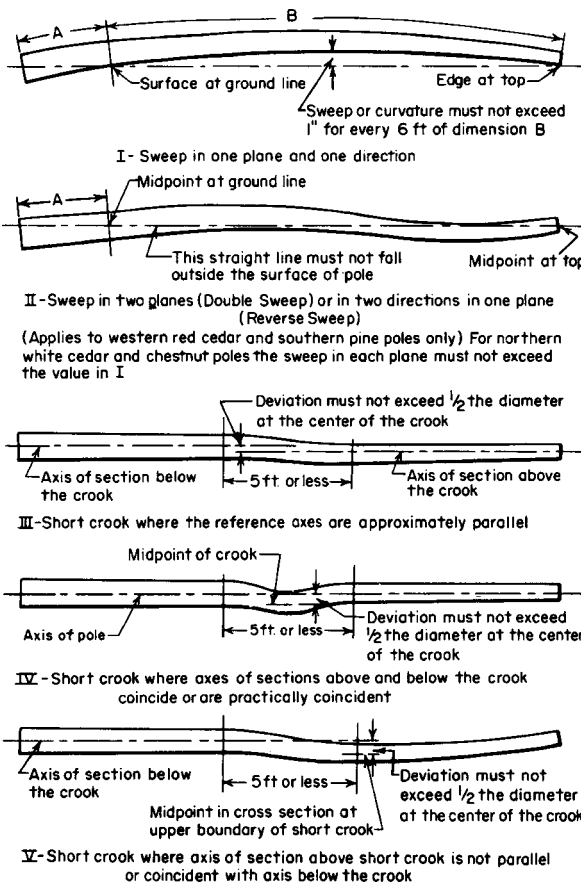 A B
Surface at ground line
Edge at top
Sweep or curvature must not exceed
1" for every 6 ft of dimension B
I- Sweep in one plane and one direction
A
Midpoint at ground line
This straight line must not fall
outside the surface of pole
Midpoint at top
II-Sweep in two planes (Double Sweep) or in two directions in one plane
(Reverse Sweep)
(Applies to western red cedar and southern pine poles only) For northern
white cedar and chestnut poles the sweep in each plane must not exceed
the value in I
Deviation must not exceed 1/2 the diameter
at the center of the crook
Axis of section below
the crook
5 ft. or less
Axis of section above
the crook
III-Short crook where the reference axes are approximately parallel
Midpoint of crook
Axis of pole
5 ft. or less
Deviation must not exceed
1/2 the diameter at the center
of the crook
IV-Short crook where axes of sections above and below the crook
coincide or are practically coincident
Axis of section below
the crook
5 ft or less
Deviation must not
exceed 1/2 the diameter
at the center of the crook
Midpoint in cross section at
upper boundary of short crook
V-Short crook where axis of section above short crook is not parallel
or coincident with axis below the crook